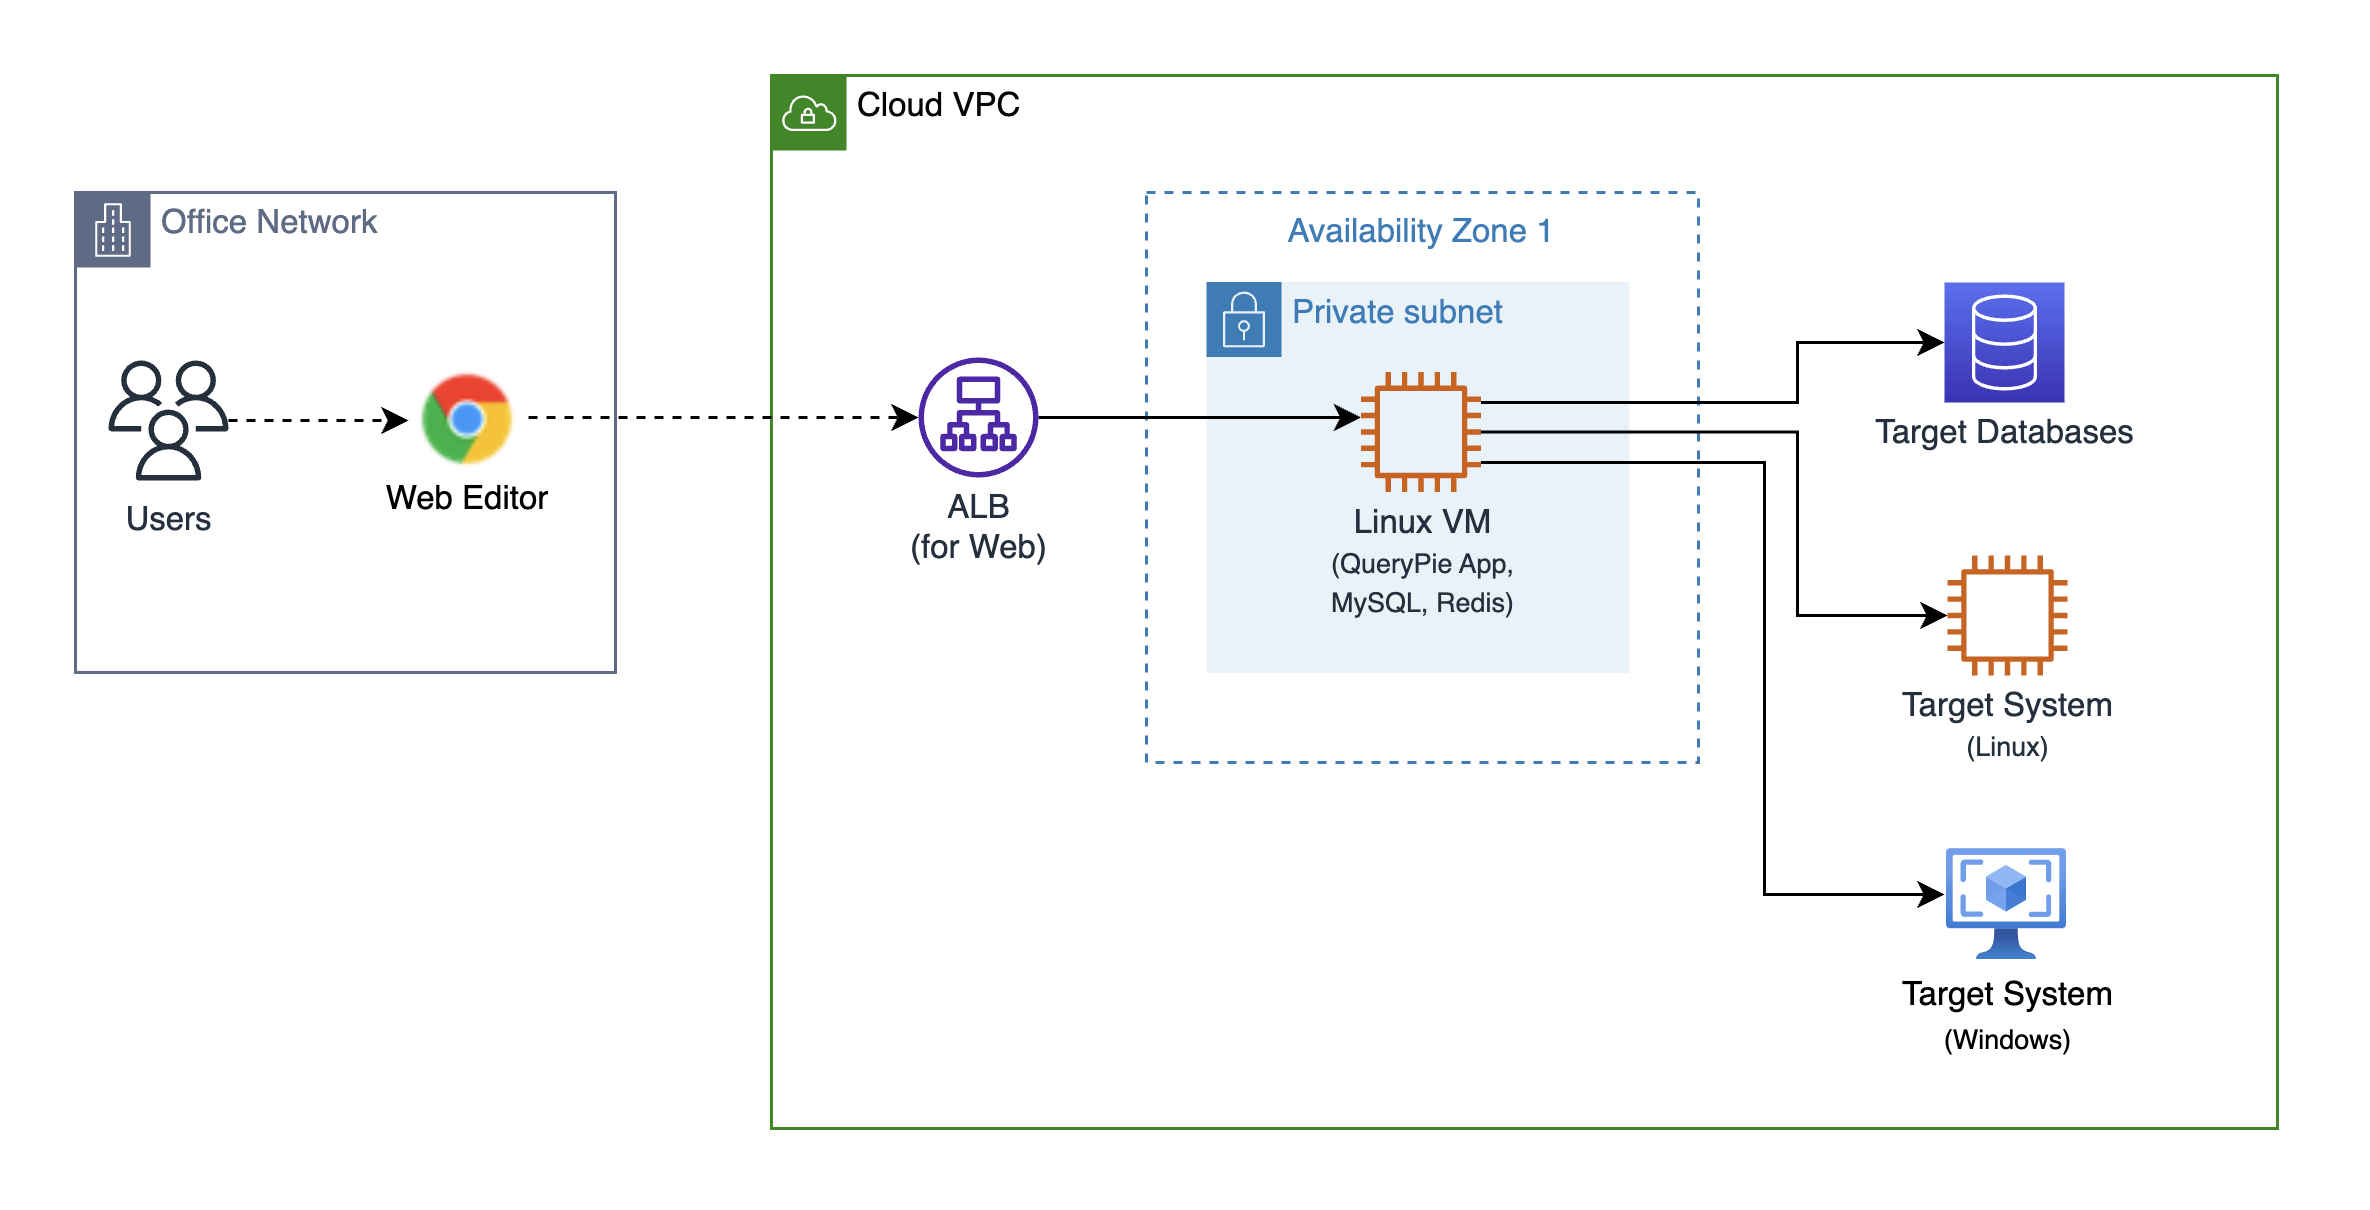 Cloud VPC
Office Network
Availability Zone 1
Private subnet
Users
Web Editor
ALB
(for Web)
Linux VM
(QueryPie App,
MySQL, Redis)
Target Databases
Target System
(Linux)
Target System
(Windows)